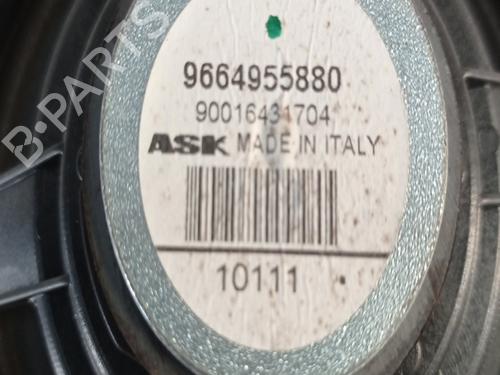 9664955880
90016431704
ASK MADE IN ITALY
10111
B-PARTS